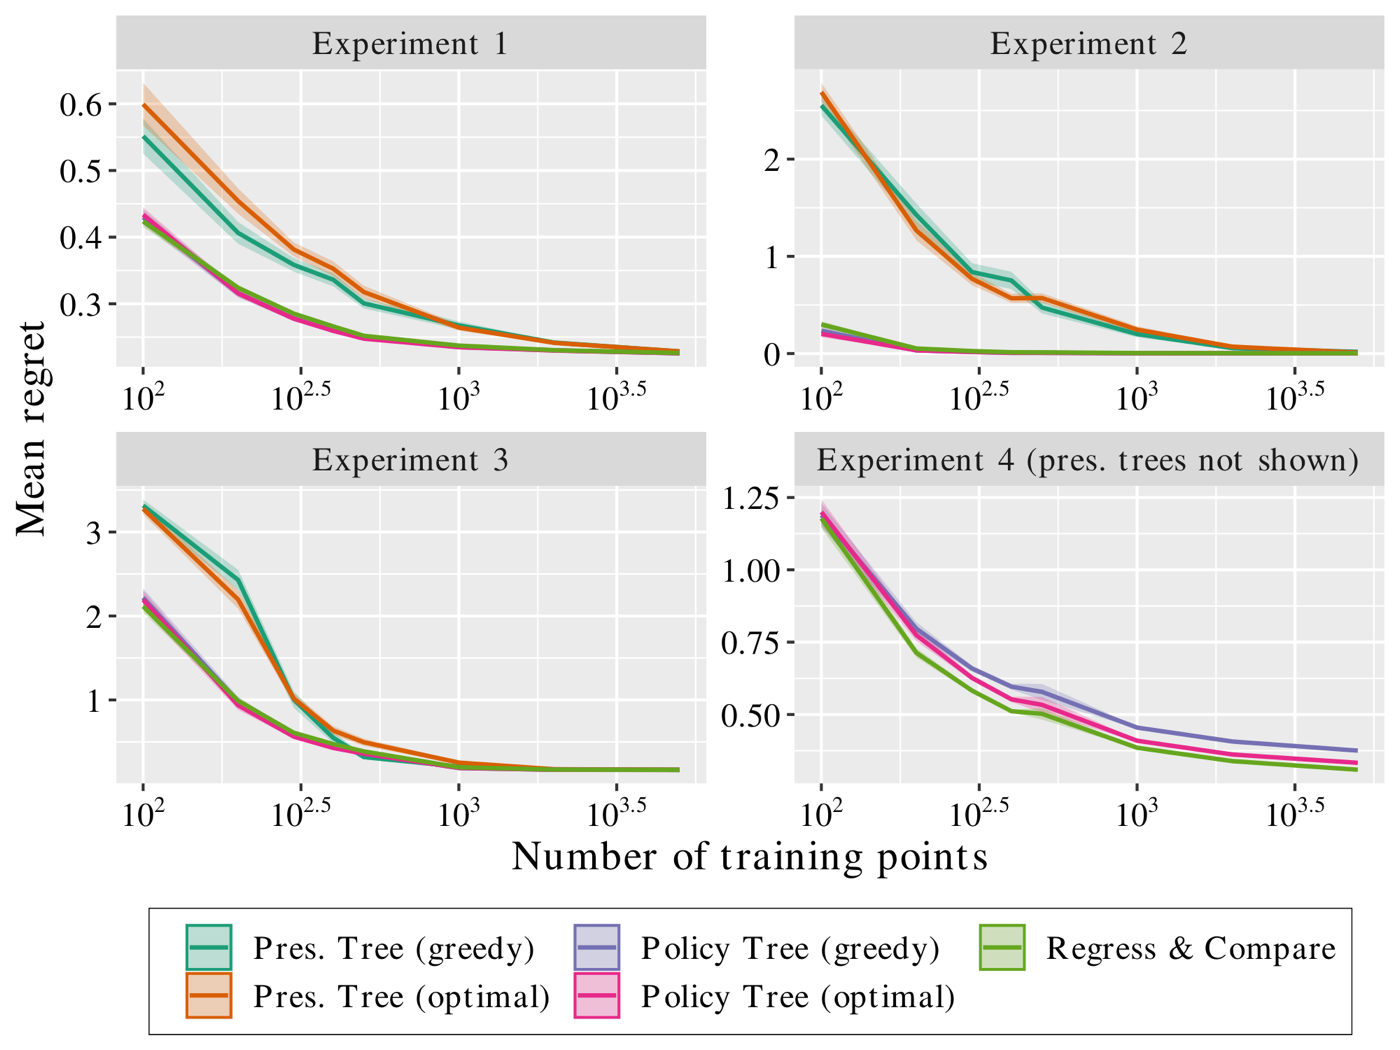 Experiment 1
Experiment 2
0.6
0.5
0.4
0.3
2
1
0
10^2 10^2.5 10^3 10^3.5
10^2 10^2.5 10^3 10^3.5
Mean regret
Experiment 3
Experiment 4 (pres. trees not shown)
3
2
1
1.25
1.00
0.75
0.50
10^2 10^2.5 10^3 10^3.5
10^2 10^2.5 10^3 10^3.5
Number of training points
Pres. Tree (greedy) Policy Tree (greedy) Regress & Compare
Pres. Tree (optimal) Policy Tree (optimal)